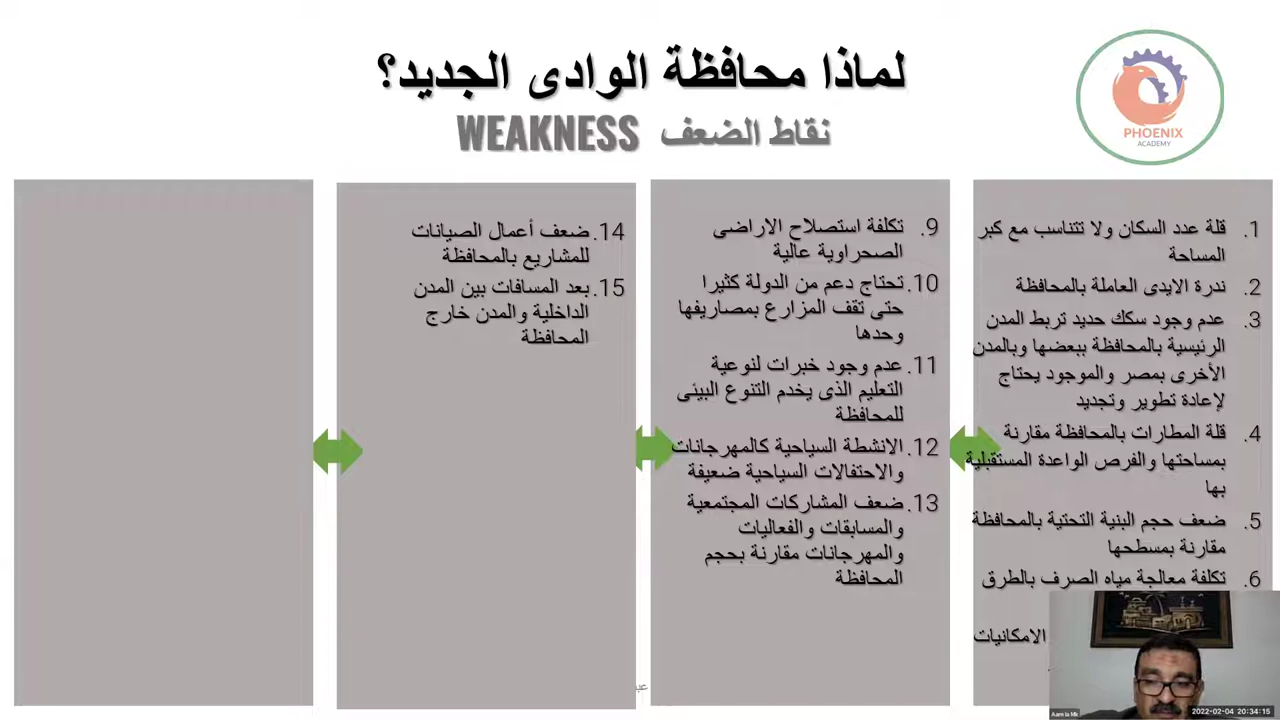 لماذا محافظة الوادى الجديد؟
نقاط الضعف WEAKNESS
PHOENIX
ACADEMY
1. قلة عدد السكان ولا تتناسب مع كبر
المساحة
2. ندرة الايدى العاملة بالمحافظة
3. عدم وجود سكك حديد تربط المدن
الرئيسية بالمحافظة ببعضها وبالمدن
الأخرى بمصر والموجود يحتاج
لإعادة تطوير وتجديد
4. قلة المطارات بالمحافظة مقارنة
بمساحتها والفرص الواعدة المستقبلية
بها
5. ضعف حجم البنية التحتية بالمحافظة
مقارنة بمسطحها
6. تكلفة معالجة مياه الصرف بالطرق
الامكانيات
9. تكلفة استصلاح الاراضى
الصحراوية عالية
10. تحتاج دعم من الدولة كثيرا
حتى تقف المزارع بمصاريفها
وحدها
11. عدم وجود خبرات لنوعية
التعليم الذى يخدم التنوع البيئى
للمحافظة
12. الانشطة السياحية كالمهرجانات
والاحتفالات السياحية ضعيفة
13. ضعف المشاركات المجتمعية
والمسابقات والفعاليات
والمهرجانات مقارنة بحجم
المحافظة
14. ضعف أعمال الصيانات
للمشاريع بالمحافظة
15. بعد المسافات بين المدن
الداخلية والمدن خارج
المحافظة
2022-02-04 20:34:15